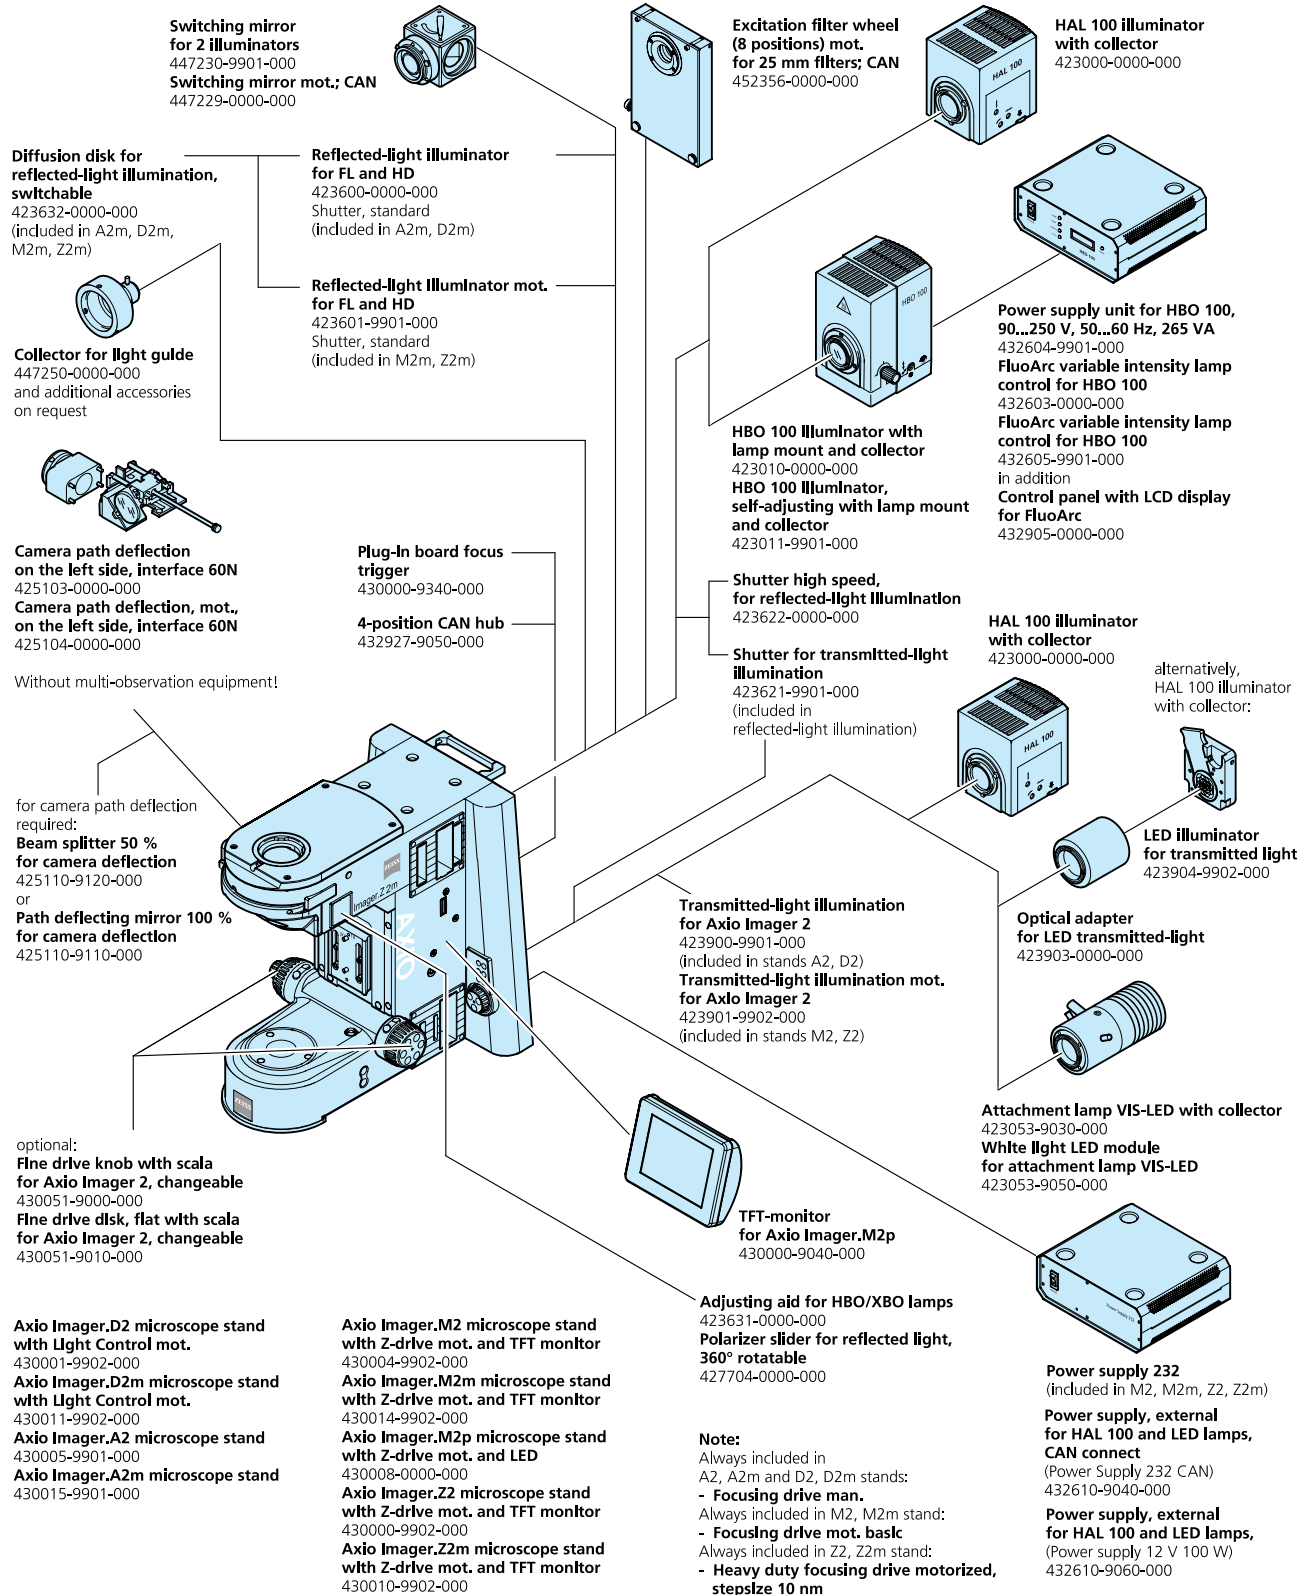 Switching mirror
for 2 illuminators
447230-9901-000
Switching mirror mot.; CAN
447229-0000-000
Excitation filter wheel
(8 positions) mot.
for 25 mm filters; CAN
452356-0000-000
HAL 100
HAL 100 illuminator
with collector
423000-0000-000
Diffusion disk for
reflected-light illumination,
switchable
423632-0000-000
(included in A2m, D2m,
M2m, Z2m)
Reflected-light illuminator
for FL and HD
423600-0000-000
Shutter, standard
(included in A2m, D2m)
Reflected-light illuminator mot.
for FL and HD
423601-9901-000
Shutter, standard
(included in M2m, Z2m)
Collector for light guide
447250-0000-000
and additional accessories
on request
HBO 100
HBO 100
Power supply unit for HBO 100,
90...250 V, 50...60 Hz, 265 VA
432604-9901-000
FluoArc variable intensity lamp
control for HBO 100
432603-0000-000
FluoArc variable intensity lamp
control for HBO 100
432605-9901-000
in addition
Control panel with LCD display
for FluoArc
432905-0000-000
HBO 100 Illuminator with
lamp mount and collector
423010-0000-000
HBO 100 Illuminator,
self-adjusting with lamp mount
and collector
423011-9901-000
Camera path deflection
on the left side, interface 60N
425103-0000-000
Camera path deflection, mot.,
on the left side, interface 60N
425104-0000-000
Without multi-observation equipment!
Plug-in board focus
trigger
430000-9340-000
4-position CAN hub
432927-9050-000
Shutter high speed,
for reflected-light illumination
423622-0000-000
Shutter for transmitted-light
illumination
423621-9901-000
(included in
reflected-light illumination)
HAL 100 illuminator
with collector
423000-0000-000
HAL 100
alternatively,
HAL 100 illuminator
with collector:
for camera path deflection
required:
Beam splitter 50 %
for camera deflection
425110-9120-000
or
Path deflecting mirror 100 %
for camera deflection
425110-9110-000
ZEISS
Imager.Z2m
AXIO
ZEISS
LED illuminator
for transmitted light
423904-9902-000
Optical adapter
for LED transmitted-light
423903-0000-000
Transmitted-light illumination
for Axio Imager 2
423900-9901-000
(included in stands A2, D2)
Transmitted-light illumination mot.
for Axio Imager 2
423901-9902-000
(included in stands M2, Z2)
Attachment lamp VIS-LED with collector
423053-9030-000
White light LED module
for attachment lamp VIS-LED
423053-9050-000
optional:
Fine drive knob with scala
for Axio Imager 2, changeable
430051-9000-000
Fine drive disk, flat with scala
for Axio Imager 2, changeable
430051-9010-000
TFT-monitor
for Axio Imager.M2p
430000-9040-000
Adjusting aid for HBO/XBO lamps
423631-0000-000
Polarizer slider for reflected light,
360° rotatable
427704-0000-000
Power Supply 232
Power supply 232
(included in M2, M2m, Z2, Z2m)
Power supply, external
for HAL 100 and LED lamps,
CAN connect
(Power Supply 232 CAN)
432610-9040-000
Power supply, external
for HAL 100 and LED lamps,
(Power supply 12 V 100 W)
432610-9060-000
Axio Imager.D2 microscope stand
with Light Control mot.
430001-9902-000
Axio Imager.D2m microscope stand
with Light Control mot.
430011-9902-000
Axio Imager.A2 microscope stand
430005-9901-000
Axio Imager.A2m microscope stand
430015-9901-000
Axio Imager.M2 microscope stand
with Z-drive mot. and TFT monitor
430004-9902-000
Axio Imager.M2m microscope stand
with Z-drive mot. and TFT monitor
430014-9902-000
Axio Imager.M2p microscope stand
with Z-drive mot. and LED
430008-0000-000
Axio Imager.Z2 microscope stand
with Z-drive mot. and TFT monitor
430000-9902-000
Axio Imager.Z2m microscope stand
with Z-drive mot. and TFT monitor
430010-9902-000
Note:
Always included in
A2, A2m and D2, D2m stands:
- Focusing drive man.
Always included in M2, M2m stand:
- Focusing drive mot. basic
Always included in Z2, Z2m stand:
- Heavy duty focusing drive motorized,
stepsize 10 nm